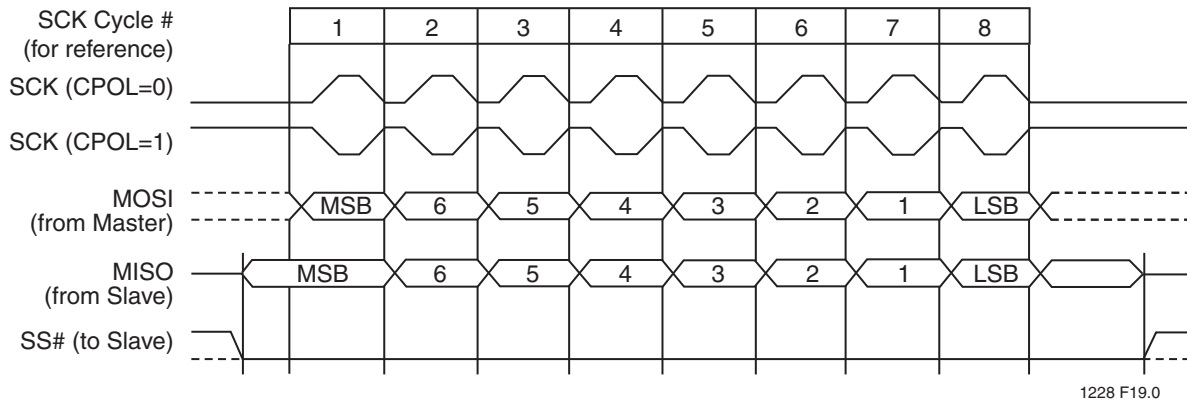 SCK Cycle # 1 2 3 4 5 6 7 8
(for reference)
SCK (CPOL=0)
SCK (CPOL=1)
MOSI MSB 6 5 4 3 2 1 LSB
(from Master)
MISO MSB 6 5 4 3 2 1 LSB
(from Slave)
SS# (to Slave)
1228 F19.0